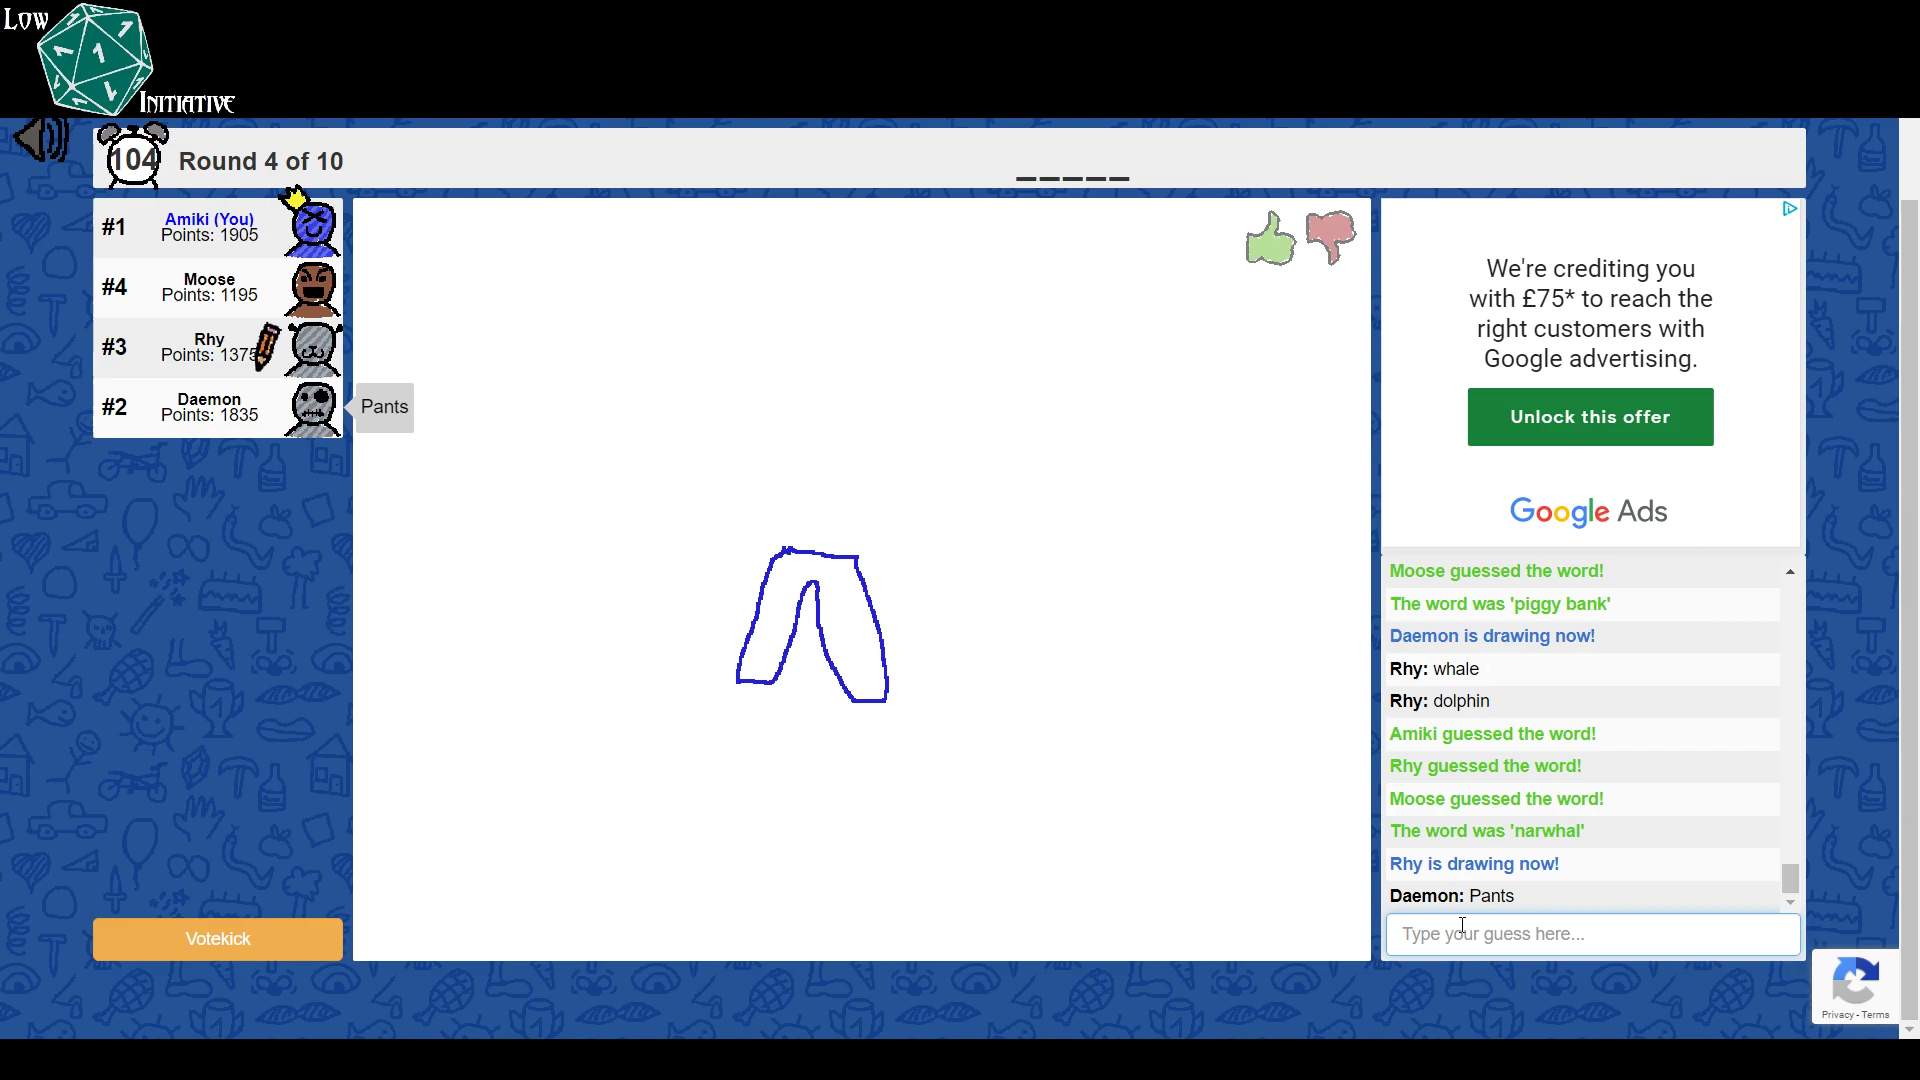 Low
Initiative
104 Round 4 of 10
_____
#1 Amiki (You)
Points: 1905
#4 Moose
Points: 1195
#3 Rhy
Points: 1375
#2 Daemon
Points: 1835
Pants
Votekick
We're crediting you
with £75* to reach the
right customers with
Google advertising.
Unlock this offer
Google Ads
Moose guessed the word!
The word was 'piggy bank'
Daemon is drawing now!
Rhy: whale
Rhy: dolphin
Amiki guessed the word!
Rhy guessed the word!
Moose guessed the word!
The word was 'narwhal'
Rhy is drawing now!
Daemon: Pants
Type your guess here...
Privacy - Terms